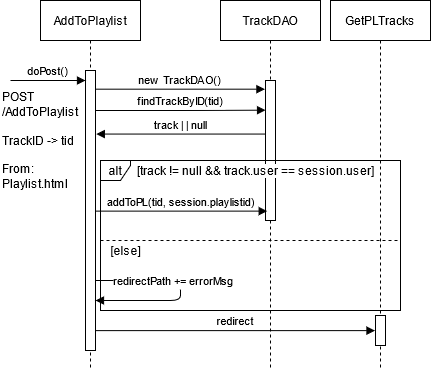 AddToPlaylist
TrackDAO
GetPLTracks
doPost()
POST
/AddToPlaylist
TrackID -> tid
From:
Playlist.html
new TrackDAO()
findTrackByID(tid)
track || null
alt
[track != null && track.user == session.user]
addToPL(tid, session.playlistid)
[else]
redirectPath += errorMsg
redirect